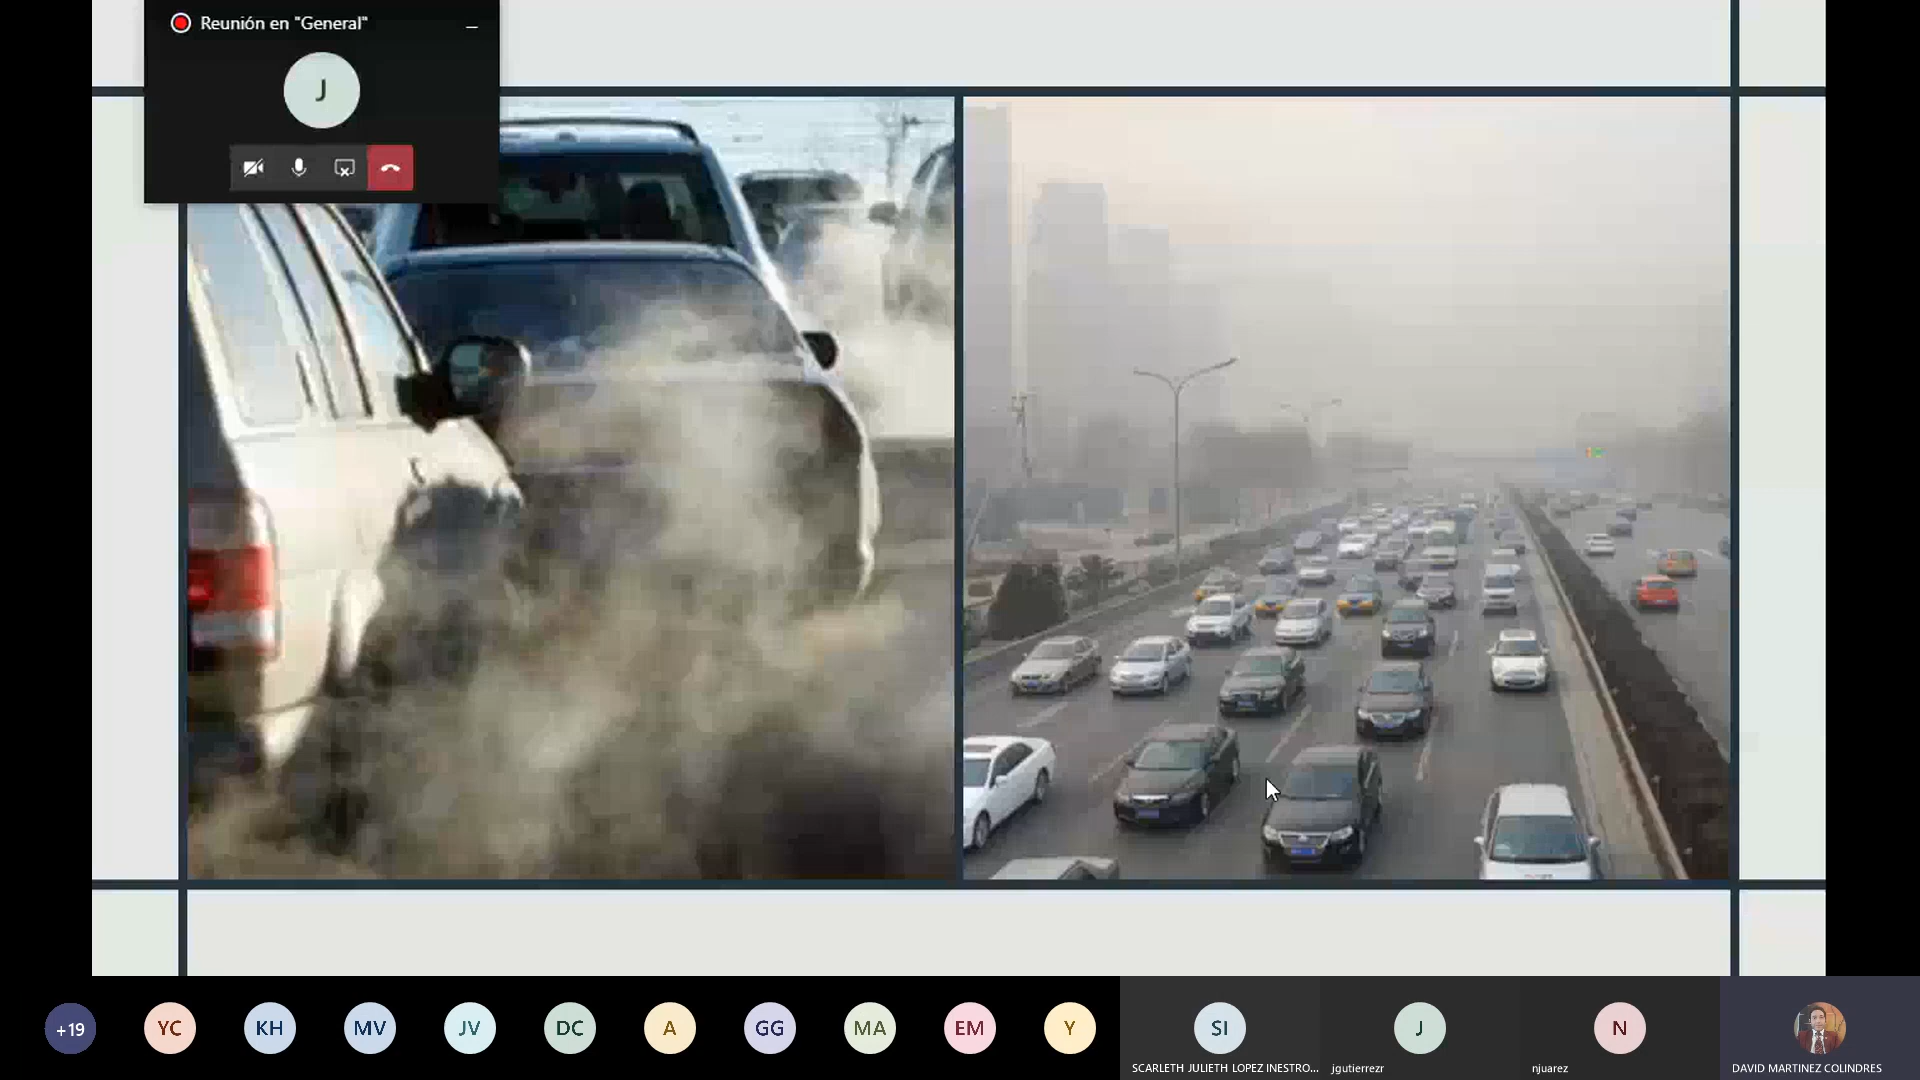 Reunión en "General"
J
+19
YC
KH
MV
JV
DC
A
GG
MA
EM
Y
SI
J
N
SCARLETH JULIETH LOPEZ INESTRO...
jgutierrezr
njuarez
DAVID MARTINEZ COLINDRES